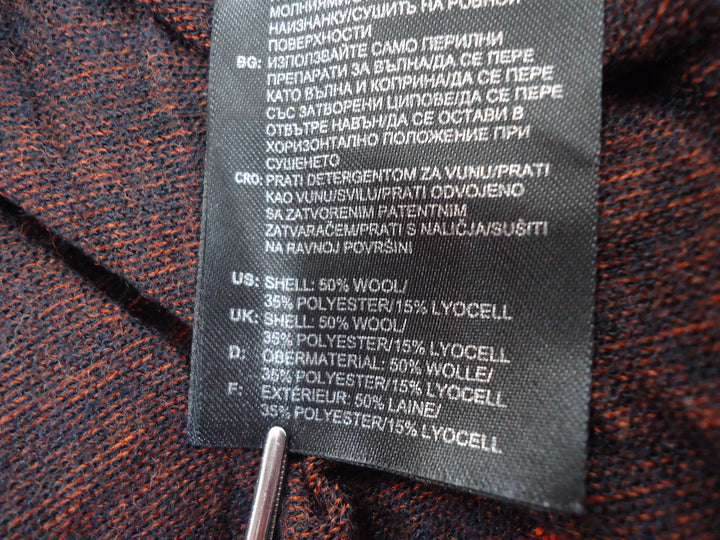 МОЛНИЯМИ/
НАИЗНАНКУ/СУШИТЬ НА РОВНОЙ
ПОВЕРХНОСТИ
BG: ИЗПОЛЗВАЙТЕ САМО ПЕРИЛНИ
ПРЕПАРАТИ ЗА ВЪЛНА/ДА СЕ ПЕРЕ
КАТО ВЪЛНА И КОПРИНА/ДА СЕ ПЕРЕ
СЪС ЗАТВОРЕНИ ЦИПОВЕ/ДА СЕ ПЕРЕ
ОТВЪТРЕ НАВЪН/ДА СЕ ОСТАВИ В
ХОРИЗОНТАЛНО ПОЛОЖЕНИЕ ПРИ
СУШЕНЕТО
CRO: PRATI DETERGENTOM ZA VUNU/PRATI
KAO VUNU/SVILU/PRATI ODVOJENO
SA ZATVORENIM PATENTNIM
ZATVARAČEM/PRATI S NALIČJA/SUŠITI
NA RAVNOJ POVRŠINI
US: SHELL: 50% WOOL/
35% POLYESTER/15% LYOCELL
UK: SHELL: 50% WOOL/
35% POLYESTER/15% LYOCELL
D: OBERMATERIAL: 50% WOLLE/
35% POLYESTER/15% LYOCELL
F: EXTÉRIEUR: 50% LAINE/
35% POLYESTER/15% LYOCELL